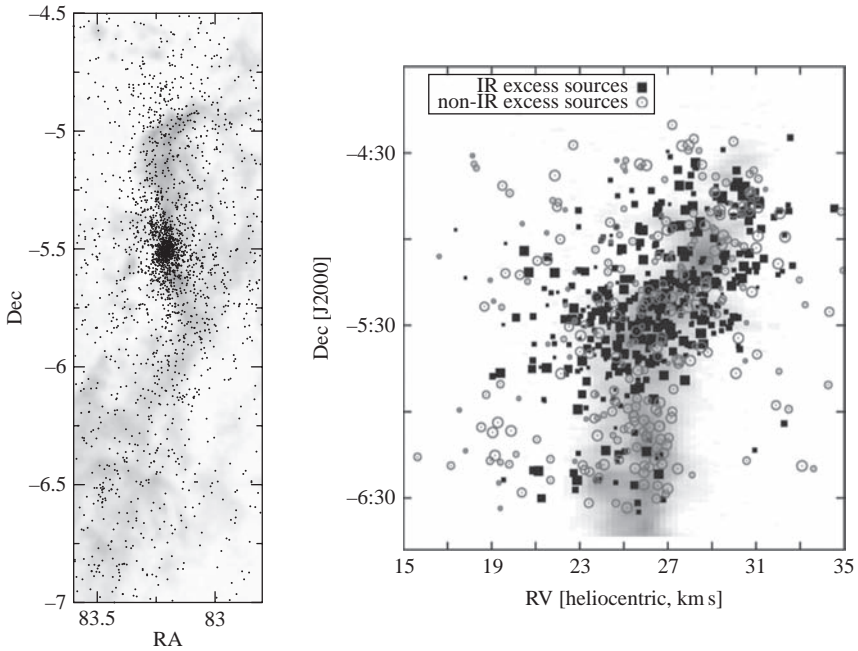 −4.5
−5
−5.5
−6
−6.5
−7
Dec
83.5
83
RA
IR excess sources
non-IR excess sources
−4:30
−5:30
−6:30
Dec [J2000]
15
19
23
27
31
35
RV [heliocentric, km s]